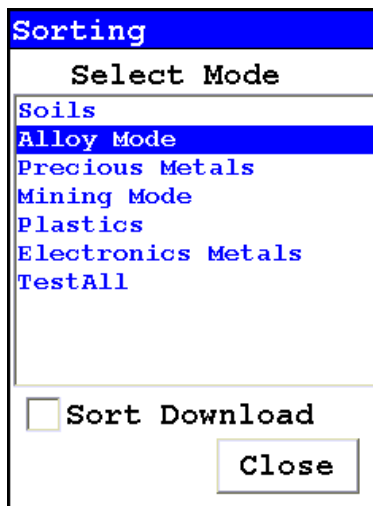 Sorting
Select Mode
Soils
Alloy Mode
Precious Metals
Mining Mode
Plastics
Electronics Metals
TestAll
Sort Download
Close